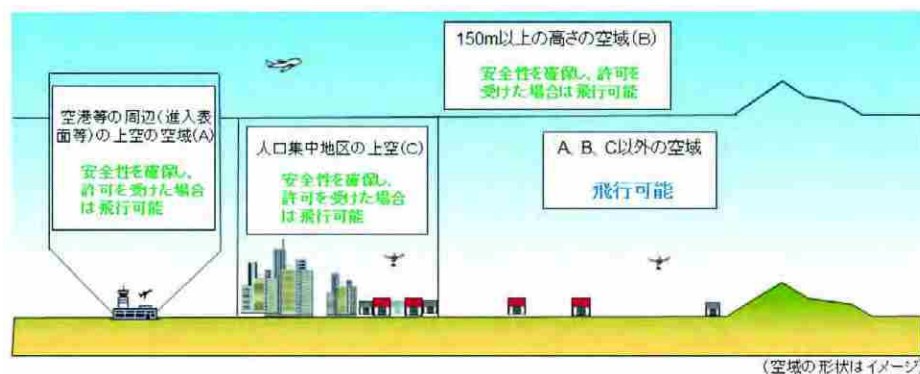 150m以上の高さの空域(B)
安全性を確保し、許可を
受けた場合は飛行可能
空港等の周辺(進入表
面等)の上空の空域(A)
安全性を確保し、
許可を受けた場合
は飛行可能
人口集中地区の上空(C)
安全性を確保し、
許可を受けた場合
は飛行可能
A、B、C以外の空域
飛行可能
(空域の形状はイメージ)